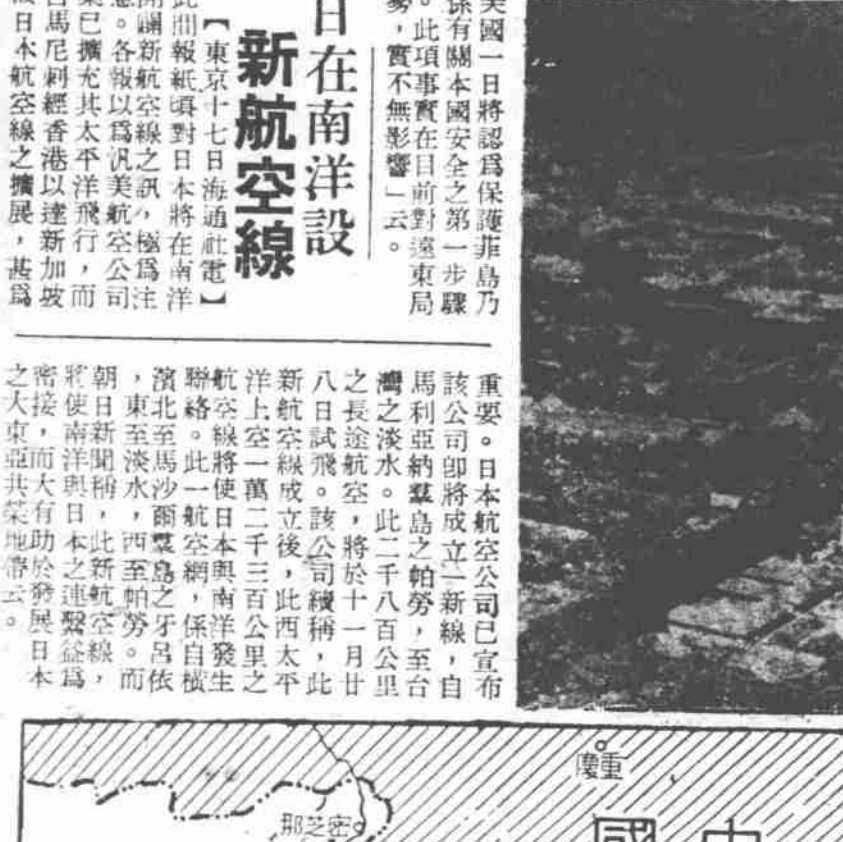 美國一日將認爲保護菲島乃
係有關本國安全之第一步驟
。此項事實在目前對遠東局
勢,實不無影響」云。
日在南洋設
新航空線
【東京十七日海通社電】
此間報紙頃對日本將在南洋
開闢新航空線之訊,極爲注
意。各報以爲汎美航空公司
業已擴充其太平洋飛行,而
自馬尼剌經香港以達新加坡
日本航空線之擴展,甚爲
重要。日本航空公司已宣布
該公司卽將成立一新線,自
馬利亞納羣島之帕勞,至台
灣之淡水。此二千八百公里
之長途航空,將於十一月廿
八日試飛。該公司續稱,此
新航空線成立後,此西太平
洋上空一萬二千三百公里之
航空線將使日本與南洋發生
聯絡。此一航空網,係自橫
濱北至馬沙爾羣島之牙呂依
,東至淡水,西至帕勞。而
朝日新聞稱,此新航空線,
將使南洋與日本之連繫益爲
密接,而大有助於發展日本
之大東亞共榮地帶云。
重慶
密芝那
中國